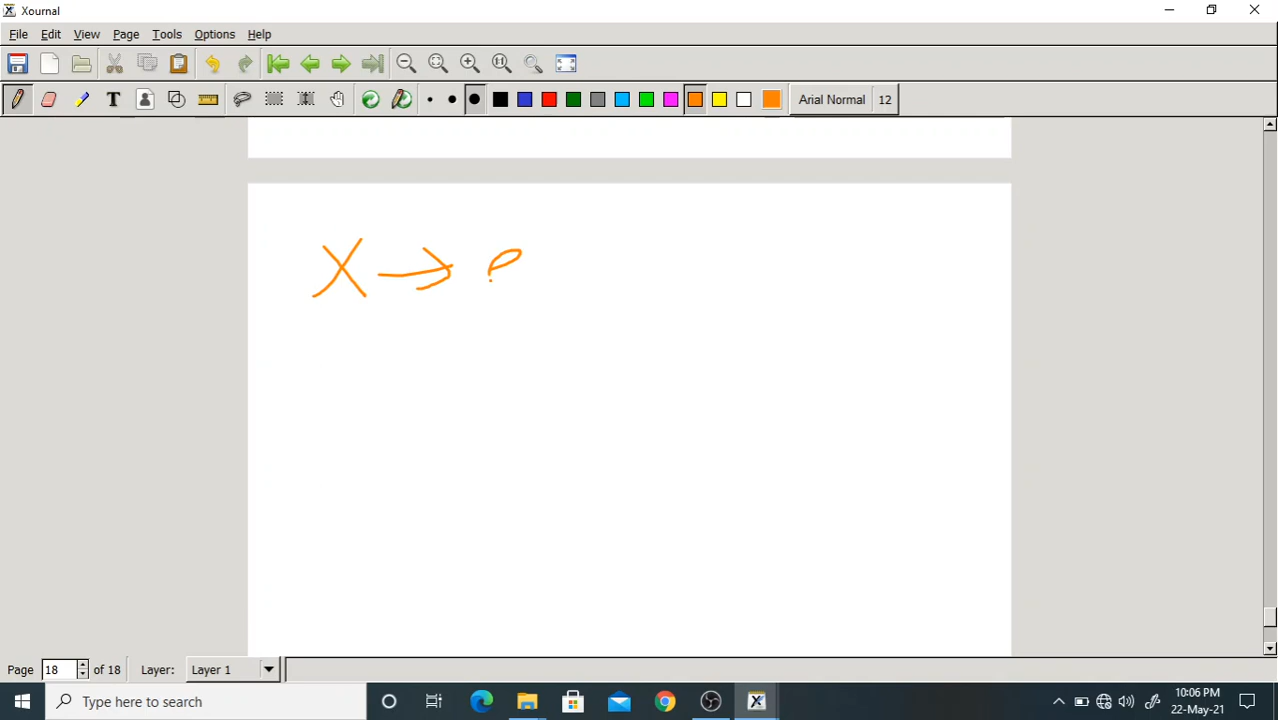 Xournal
File Edit View Page Tools Options Help
T Arial Normal 12
X →
Page 18 of 18 Layer: Layer 1
Type here to search
10:06 PM
22-May-21